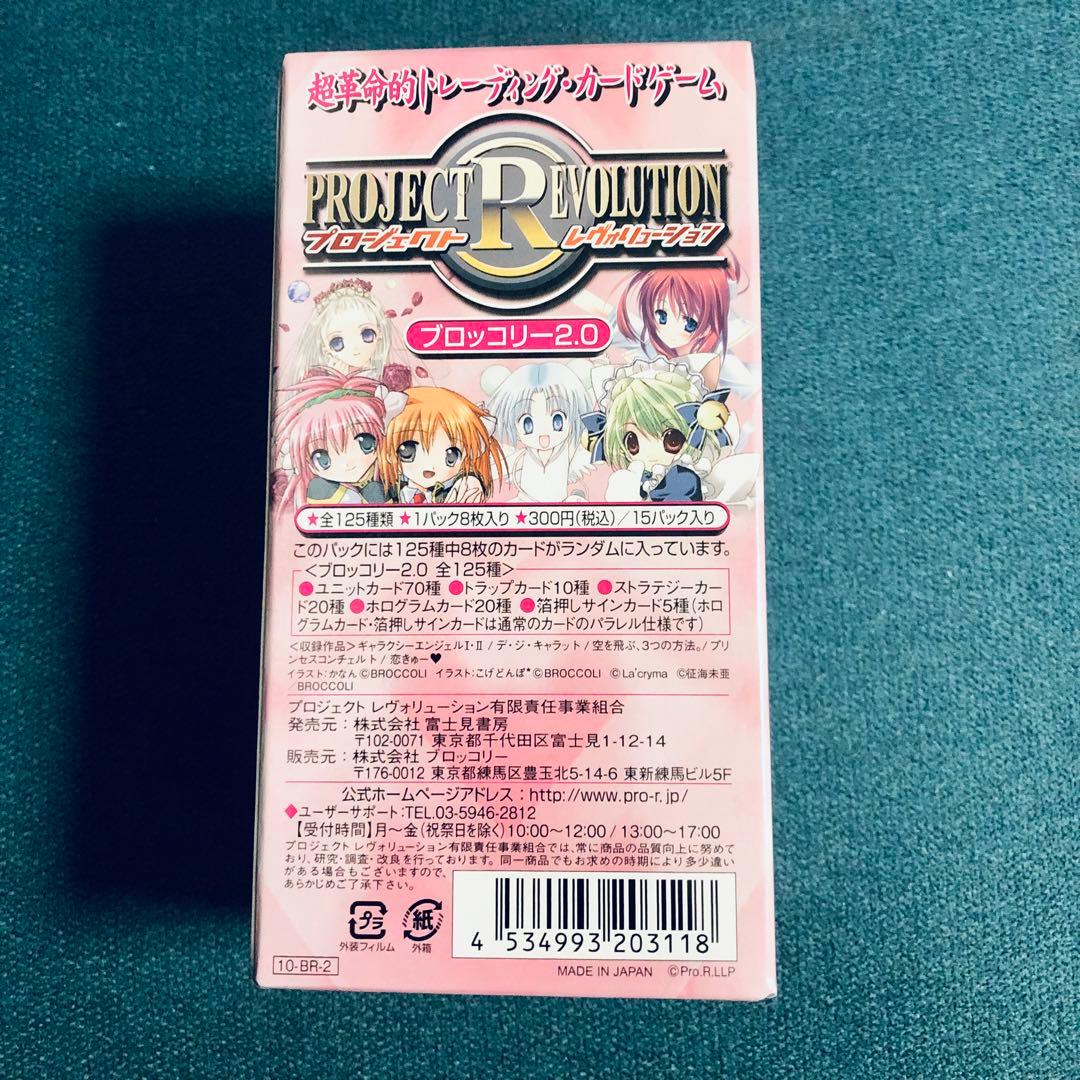 超革命的トレーディング・カードゲーム
PROJECT REVOLUTION
プロジェクト レヴォリューション
ブロッコリー2.0
★全125種類 ★1パック8枚入り ★300円(税込)/15パック入り
このパックには125種中8枚のカードがランダムに入っています。
<ブロッコリー2.0 全125種>
●ユニットカード70種 ●トラップカード10種 ●ストラテジーカー
ド20種 ●ホログラムカード20種 ●箔押しサインカード5種(ホロ
グラムカード・箔押しサインカードは通常のカードのパラレル仕様です)
<収録作品>ギャラクシーエンジェルI・II/デ・ジ・キャラット/空を飛ぶ、3つの方法。/プリ
ンセスコンチェルト/恋きゅー♥
イラスト:かなん©BROCCOLI イラスト:こげどんぼ*©BROCCOLI ©La'cryma ©征海未亜
/BROCCOLI
プロジェクト レヴォリューション有限責任事業組合
発売元:株式会社 富士見書房
〒102-0071 東京都千代田区富士見1-12-14
販売元:株式会社 ブロッコリー
〒176-0012 東京都練馬区豊玉北5-14-6 東新練馬ビル5F
公式ホームページアドレス:http://www.pro-r.jp/
◆ユーザーサポート:TEL.03-5946-2812
【受付時間】月～金(祝祭日を除く)10:00～12:00/13:00～17:00
プロジェクト レヴォリューション有限責任事業組合では、常に商品の品質向上に努めて
おり、研究・調査・改良を行っております。同一商品でもお求めの時期により多少違い
がある場合もございますので、
あらかじめご了承下さい。
プラ
外装フィルム
紙
外箱
4 534993 203118
10-BR-2
MADE IN JAPAN ©Pro.R.LLP